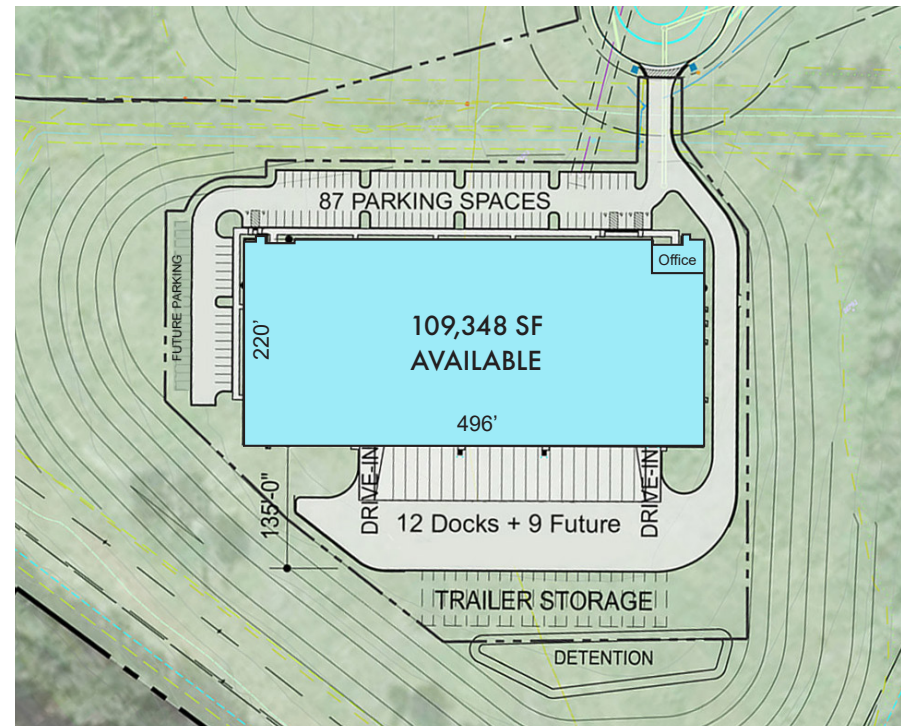 87 PARKING SPACES
Office
FUTURE PARKING
220'
109,348 SF
AVAILABLE
496'
135'-0"
DRIVE-IN
DRIVE-IN
12 Docks + 9 Future
TRAILER STORAGE
DETENTION